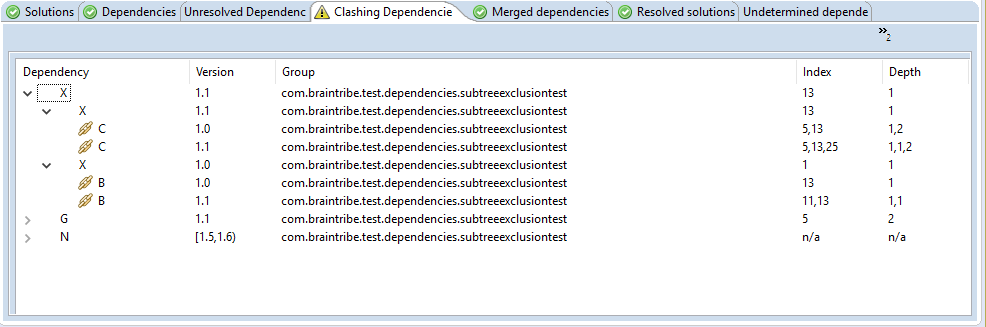 Solutions Dependencies Unresolved Dependenc Clashing Dependencie Merged dependencies Resolved solutions Undetermined depende
»2
Dependency Version Group Index Depth
X 1.1 com.braintribe.test.dependencies.subtreeexclusiontest 13 1
X 1.1 com.braintribe.test.dependencies.subtreeexclusiontest 13 1
C 1.0 com.braintribe.test.dependencies.subtreeexclusiontest 5,13 1,2
C 1.1 com.braintribe.test.dependencies.subtreeexclusiontest 5,13,25 1,1,2
X 1.0 com.braintribe.test.dependencies.subtreeexclusiontest 1 1
B 1.0 com.braintribe.test.dependencies.subtreeexclusiontest 13 1
B 1.1 com.braintribe.test.dependencies.subtreeexclusiontest 11,13 1,1
G 1.1 com.braintribe.test.dependencies.subtreeexclusiontest 5 2
N [1.5,1.6) com.braintribe.test.dependencies.subtreeexclusiontest n/a n/a